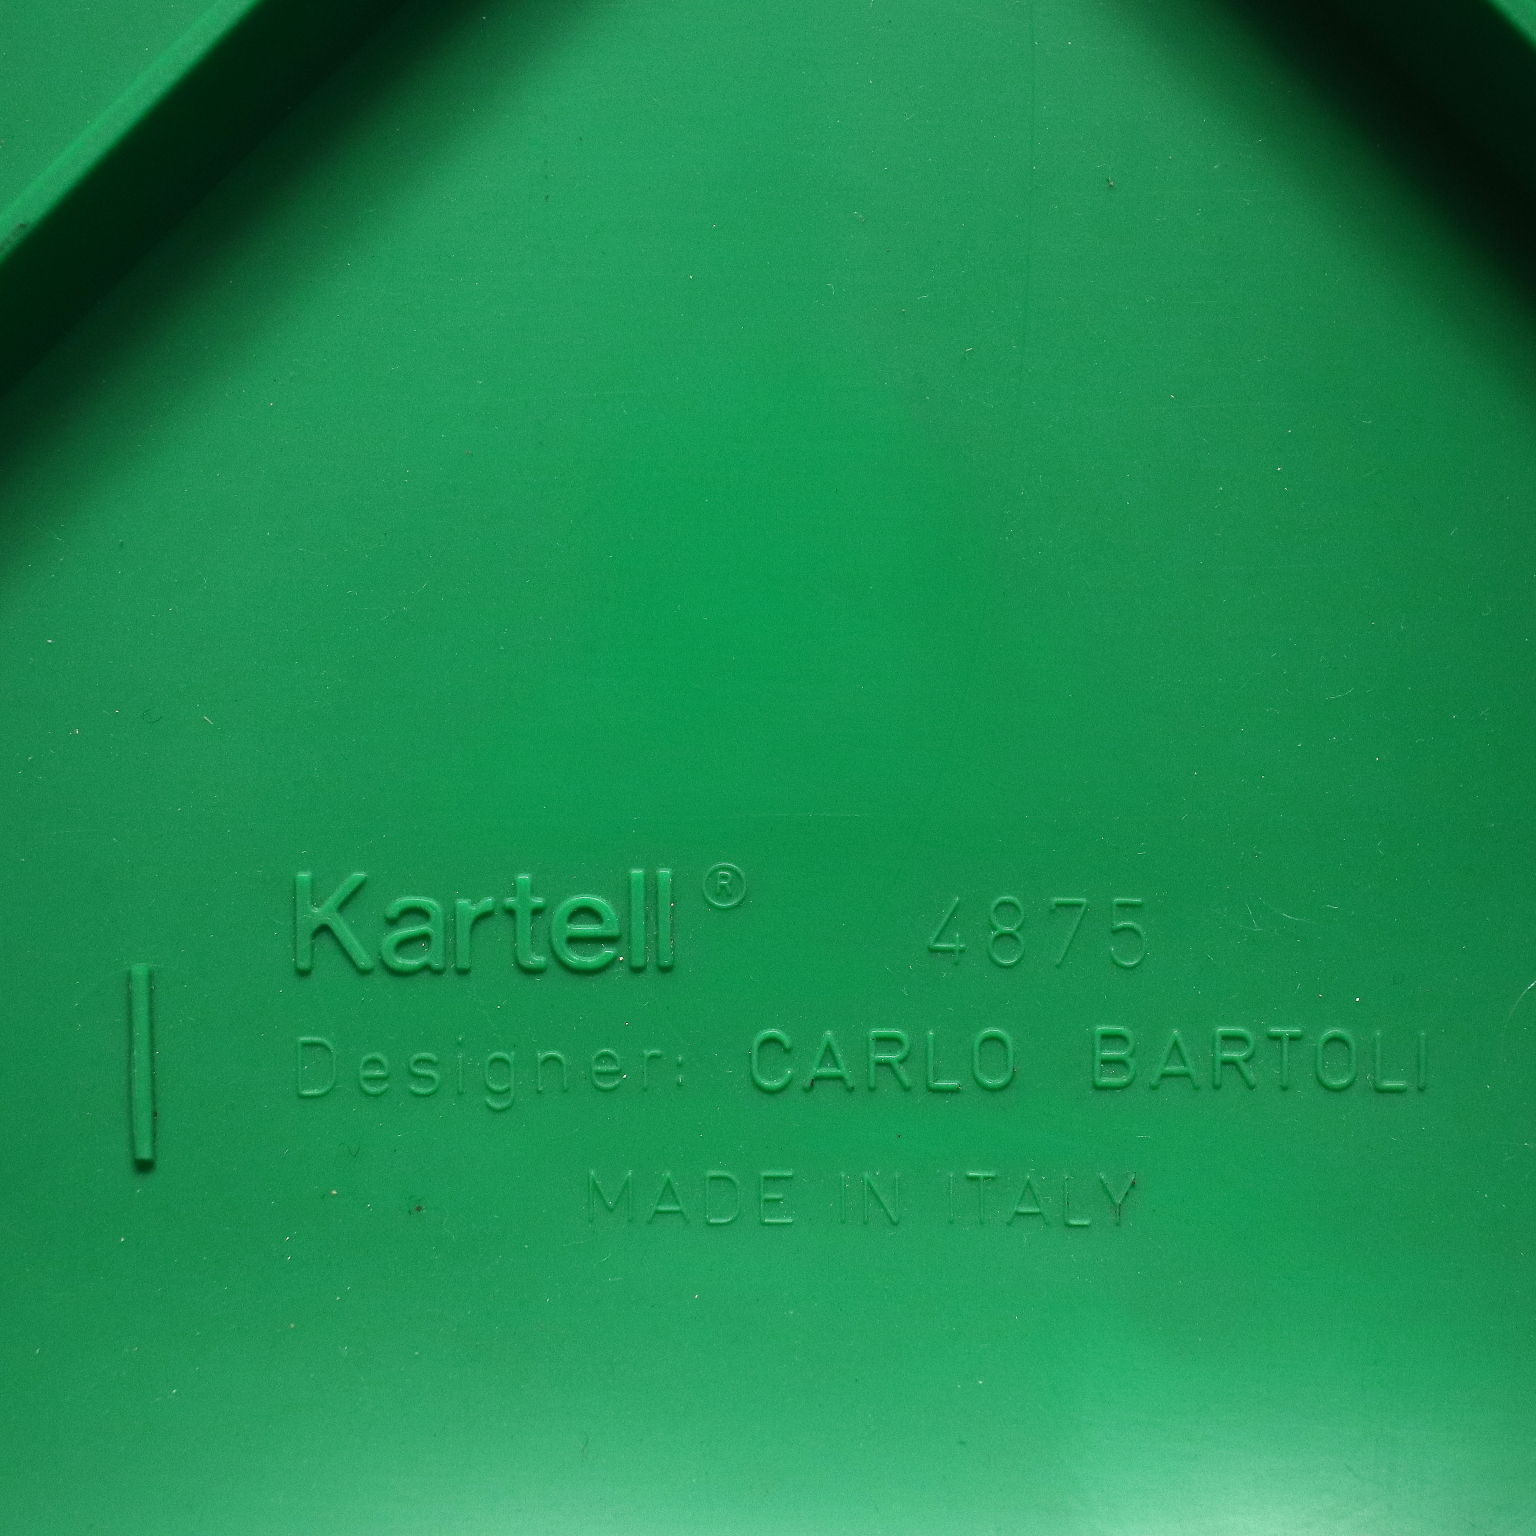 Kartell® 4875
Designer: CARLO BARTOLI
MADE IN ITALY